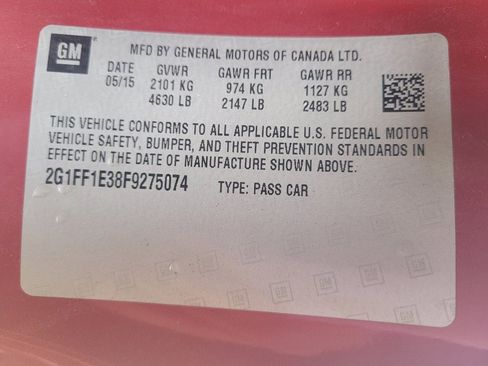 GM MFD BY GENERAL MOTORS OF CANADA LTD.
DATE GVWR GAWR FRT GAWR RR
05/15 2101 KG 974 KG 1127 KG
4630 LB 2147 LB 2483 LB
THIS VEHICLE CONFORMS TO ALL APPLICABLE U.S. FEDERAL MOTOR
VEHICLE SAFETY, BUMPER, AND THEFT PREVENTION STANDARDS IN
EFFECT ON THE DATE OF MANUFACTURE SHOWN ABOVE.
2G1FF1E38F9275074 TYPE: PASS CAR